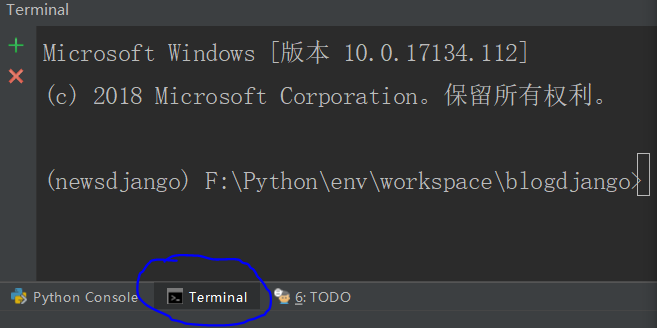 Terminal
Microsoft Windows [版本 10.0.17134.112]
(c) 2018 Microsoft Corporation。保留所有权利。
(newsdjango) F:\Python\env\workspace\blogdjango>
Python Console
Terminal
6: TODO